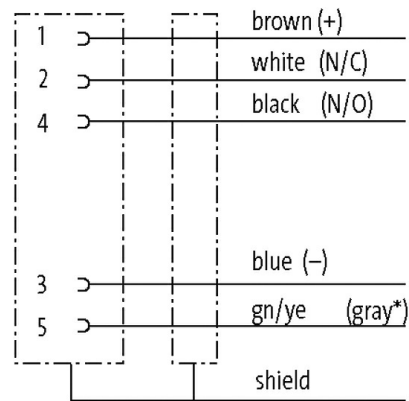 1 brown (+)
2 white (N/C)
4 black (N/O)
3 blue (–)
5 gn/ye (gray*)
shield